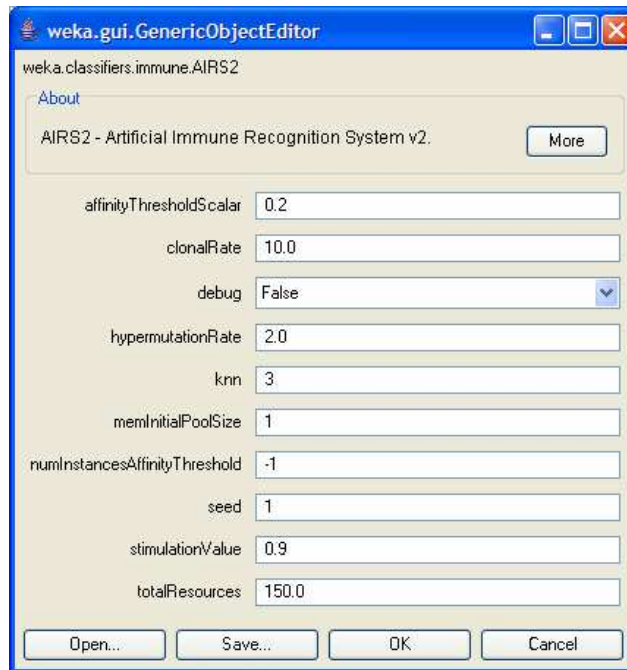 weka.gui.GenericObjectEditor
weka.classifiers.immune.AIRS2
About
AIRS2 - Artificial Immune Recognition System v2.
More
affinityThresholdScalar 0.2
clonalRate 10.0
debug False
hypermutationRate 2.0
knn 3
memInitialPoolSize 1
numInstancesAffinityThreshold -1
seed 1
stimulationValue 0.9
totalResources 150.0
Open... Save... OK Cancel